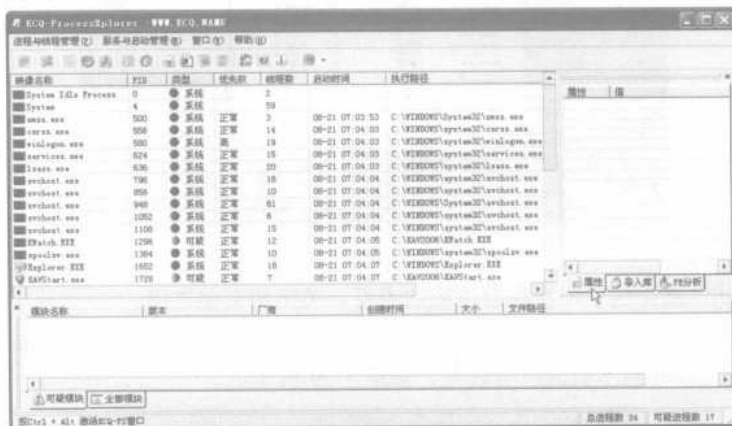 ECQ-ProcessXplorer -WWW.ECQ.NAME
进程与线程管理(P) 服务与启动管理(S) 窗口(W) 帮助(H)
映像名称 PID 类型 优先权 线程数 启动时间 执行路径
System Idle Process 0 系统 2
System 4 系统 59
smss.exe 500 系统 正常 3 08-21 07:03:53 C:\WINDOWS\System32\smss.exe
csrss.exe 556 系统 正常 14 08-21 07:04:03 C:\WINDOWS\system32\csrss.exe
winlogon.exe 580 系统 高 19 08-21 07:04:03 C:\WINDOWS\system32\winlogon.exe
services.exe 624 系统 正常 15 08-21 07:04:03 C:\WINDOWS\system32\services.exe
lsass.exe 636 系统 正常 20 08-21 07:04:03 C:\WINDOWS\system32\lsass.exe
svchost.exe 796 系统 正常 18 08-21 07:04:04 C:\WINDOWS\system32\svchost.exe
svchost.exe 856 系统 正常 10 08-21 07:04:04 C:\WINDOWS\system32\svchost.exe
svchost.exe 948 系统 正常 81 08-21 07:04:04 C:\WINDOWS\System32\svchost.exe
svchost.exe 1052 系统 正常 6 08-21 07:04:04 C:\WINDOWS\system32\svchost.exe
svchost.exe 1108 系统 正常 15 08-21 07:04:04 C:\WINDOWS\system32\svchost.exe
KWatch.EXE 1296 可疑 正常 12 08-21 07:04:05 C:\KAV2008\KWatch.EXE
spoolsv.exe 1384 系统 正常 10 08-21 07:04:05 C:\WINDOWS\system32\spoolsv.exe
Explorer.EXE 1652 系统 正常 18 08-21 07:04:07 C:\WINDOWS\Explorer.EXE
KAVStart.exe 1728 可疑 正常 7 08-21 07:04:07 C:\KAV2008\KAVStart.exe
属性 值
属性 导入库 PE分析
模块名称 版本 厂商 创建时间 大小 文件路径
可疑模块 全部模块
按Ctrl + Alt 激活ECQ-PS窗口 总进程数 34 可疑进程数 17